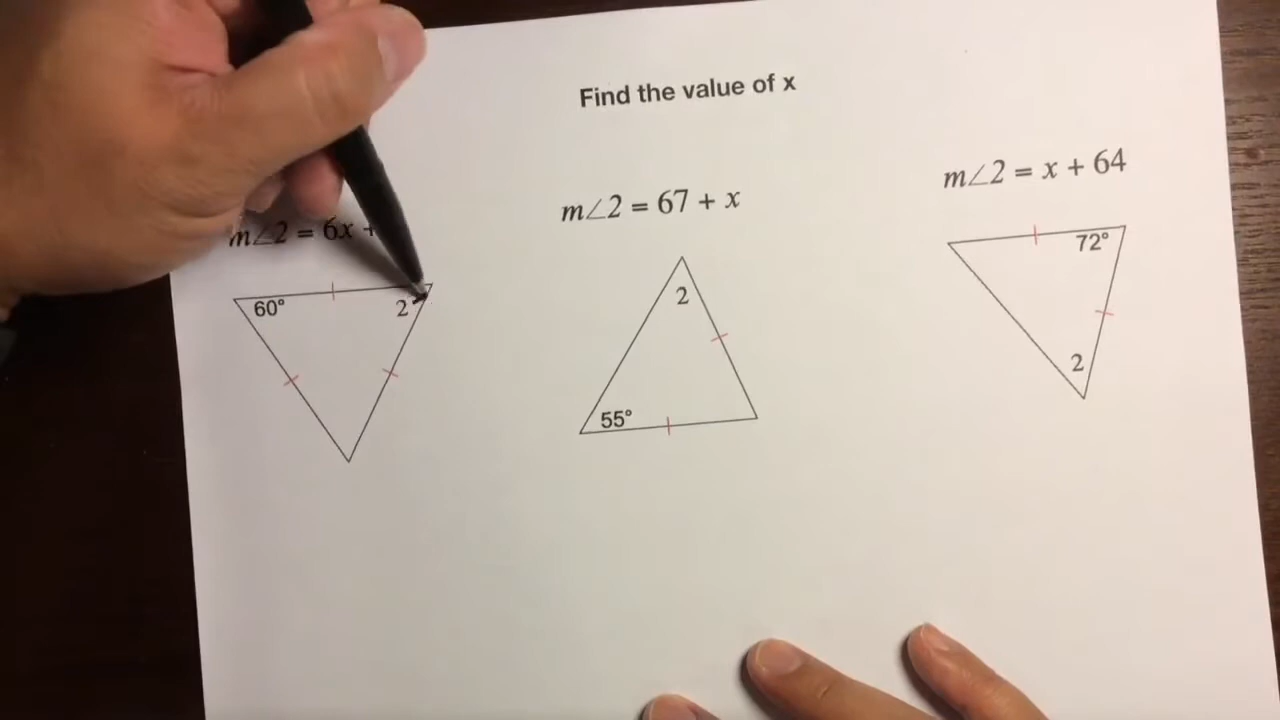 Find the value of x
m∠2 = 6x +
m∠2 = 67 + x
m∠2 = x + 64
60°
2
2
55°
72°
2